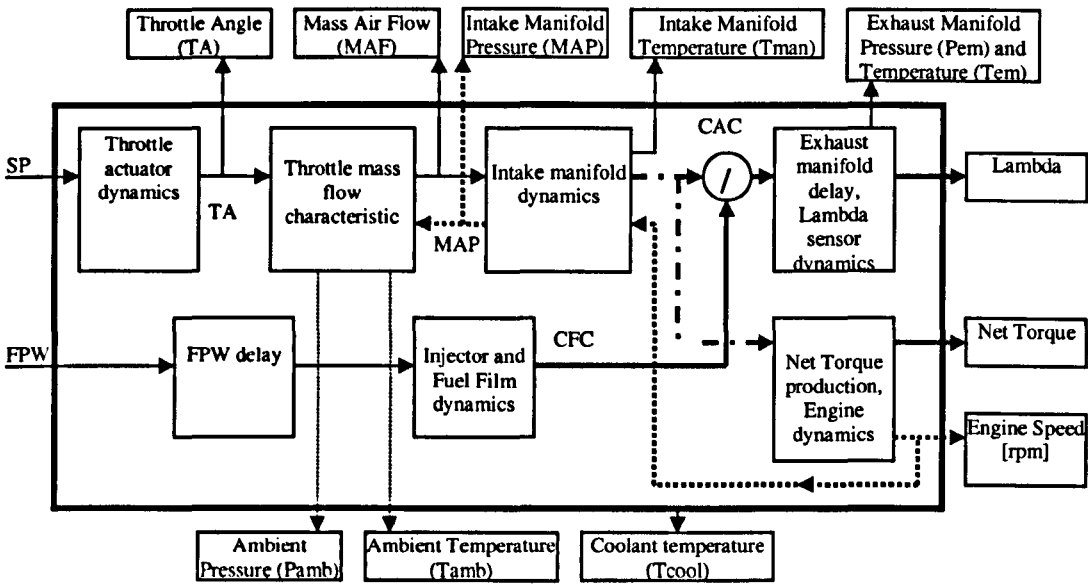 Throttle Angle
(TA)
Mass Air Flow
(MAF)
Intake Manifold
Pressure (MAP)
Intake Manifold
Temperature (Tman)
Exhaust Manifold
Pressure (Pem) and
Temperature (Tem)
SP
Throttle
actuator
dynamics
TA
Throttle mass
flow
characteristic
MAP
Intake manifold
dynamics
CAC
/
Exhaust
manifold
delay,
Lambda
sensor
dynamics
Lambda
FPW
FPW delay
Injector and
Fuel Film
dynamics
CFC
Net Torque
production,
Engine
dynamics
Net Torque
Engine Speed
[rpm]
Ambient
Pressure (Pamb)
Ambient Temperature
(Tamb)
Coolant temperature
(Tcool)